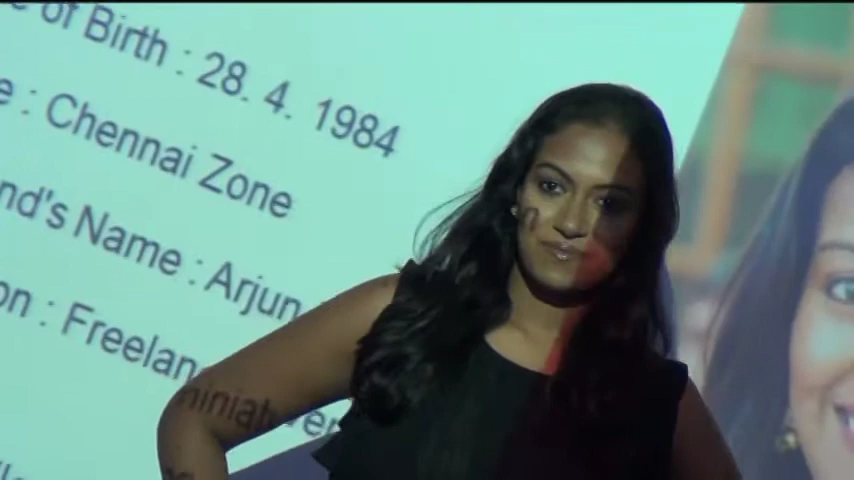 e of Birth : 28. 4. 1984
e : Chennai Zone
nd's Name : Arjun
on : Freelan